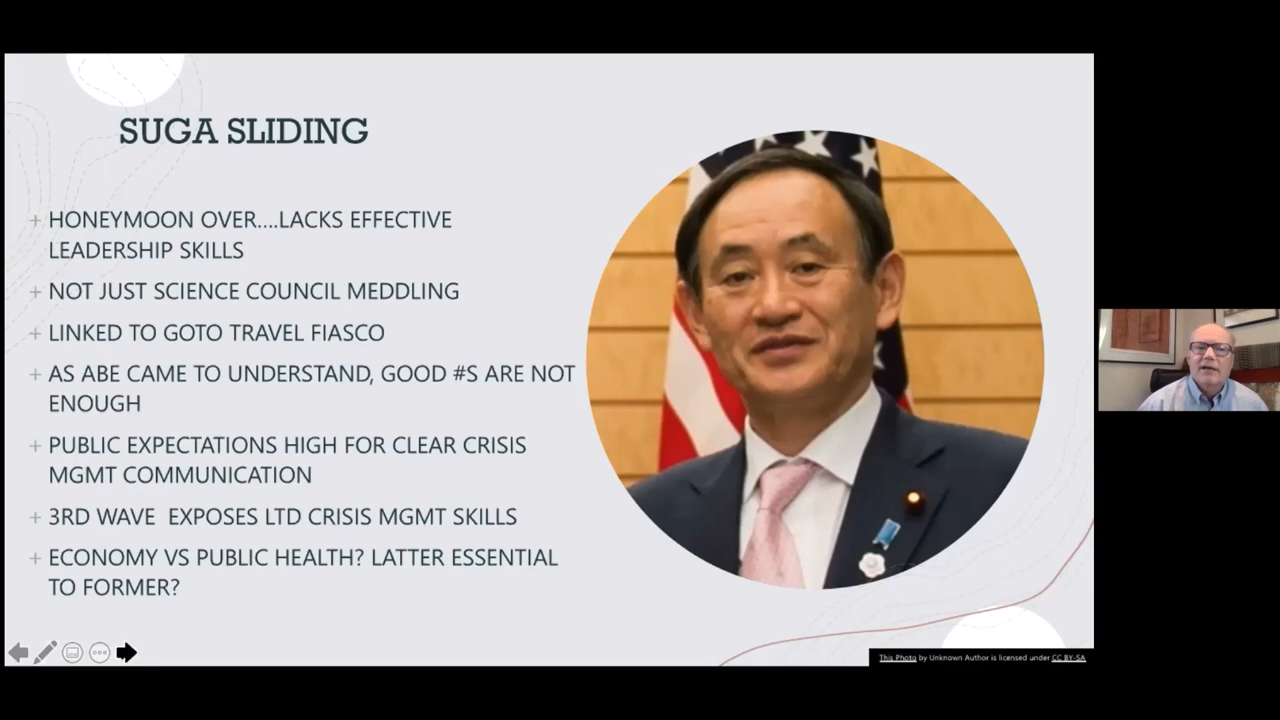 SUGA SLIDING
+ HONEYMOON OVER....LACKS EFFECTIVE
LEADERSHIP SKILLS
+ NOT JUST SCIENCE COUNCIL MEDDLING
+ LINKED TO GOTO TRAVEL FIASCO
+ AS ABE CAME TO UNDERSTAND, GOOD #S ARE NOT
ENOUGH
+ PUBLIC EXPECTATIONS HIGH FOR CLEAR CRISIS
MGMT COMMUNICATION
+ 3RD WAVE  EXPOSES LTD CRISIS MGMT SKILLS
+ ECONOMY VS PUBLIC HEALTH? LATTER ESSENTIAL
TO FORMER?
This Photo by Unknown Author is licensed under CC BY-SA